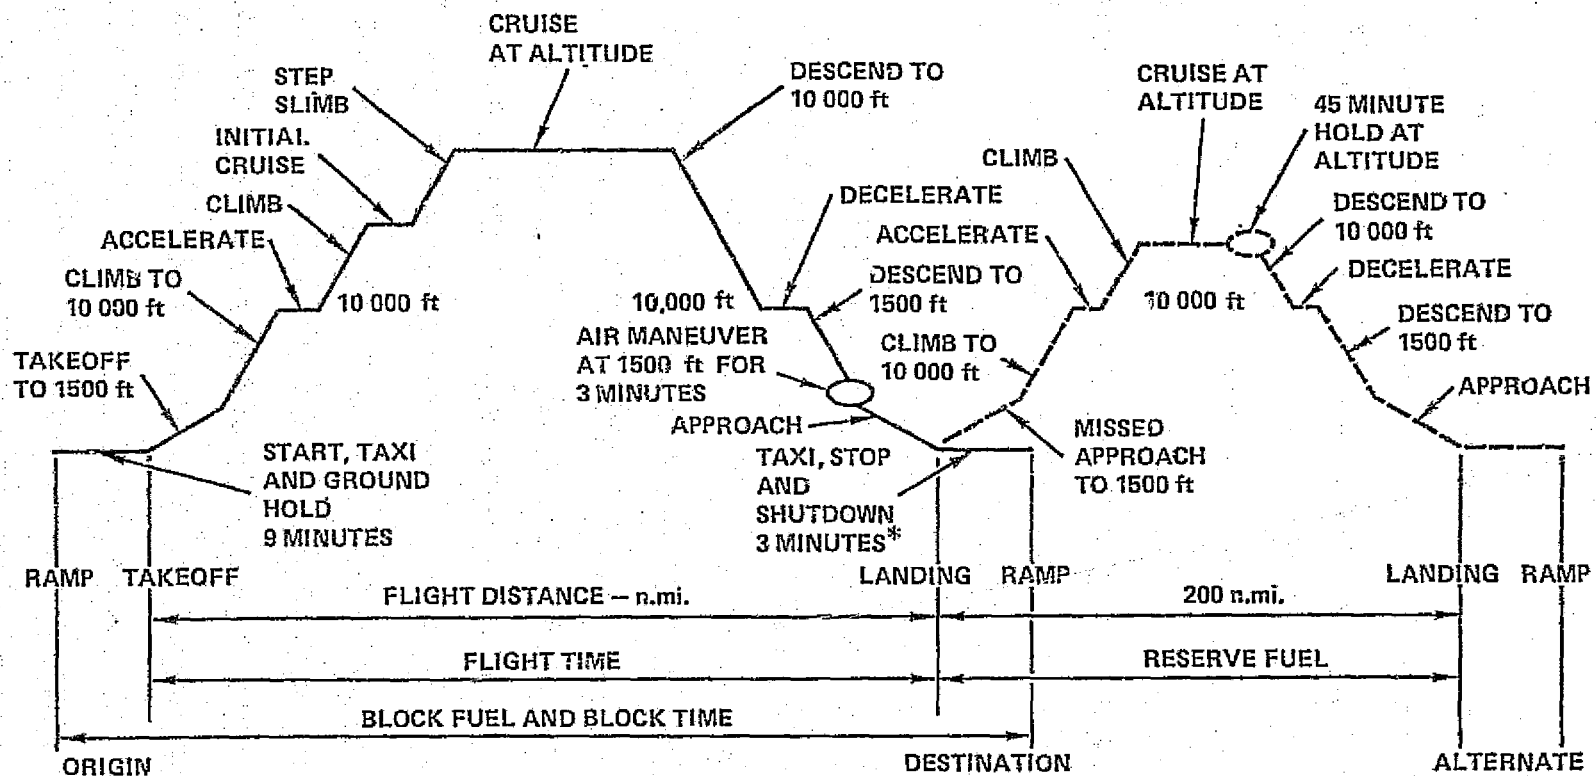 CRUISE
AT ALTITUDE
STEP
SLIMB
INITIAL
CRUISE
CLIMB
ACCELERATE
CLIMB TO
10 000 ft
10 000 ft
TAKEOFF
TO 1500 ft
START, TAXI
AND GROUND
HOLD
9 MINUTES
DESCEND TO
10 000 ft
DECELERATE
10,000 ft
DESCEND TO
1500 ft
AIR MANEUVER
AT 1500 ft FOR
3 MINUTES
APPROACH
TAXI, STOP
AND
SHUTDOWN
3 MINUTES*
CRUISE AT
ALTITUDE
45 MINUTE
HOLD AT
ALTITUDE
CLIMB
ACCELERATE
CLIMB TO
10 000 ft
10 000 ft
MISSED
APPROACH
TO 1500 ft
DESCEND TO
10 000 ft
DECELERATE
DESCEND TO
1500 ft
APPROACH
RAMP TAKEOFF LANDING RAMP LANDING RAMP
FLIGHT DISTANCE – n.mi. 200 n.mi.
FLIGHT TIME RESERVE FUEL
BLOCK FUEL AND BLOCK TIME
ORIGIN DESTINATION ALTERNATE